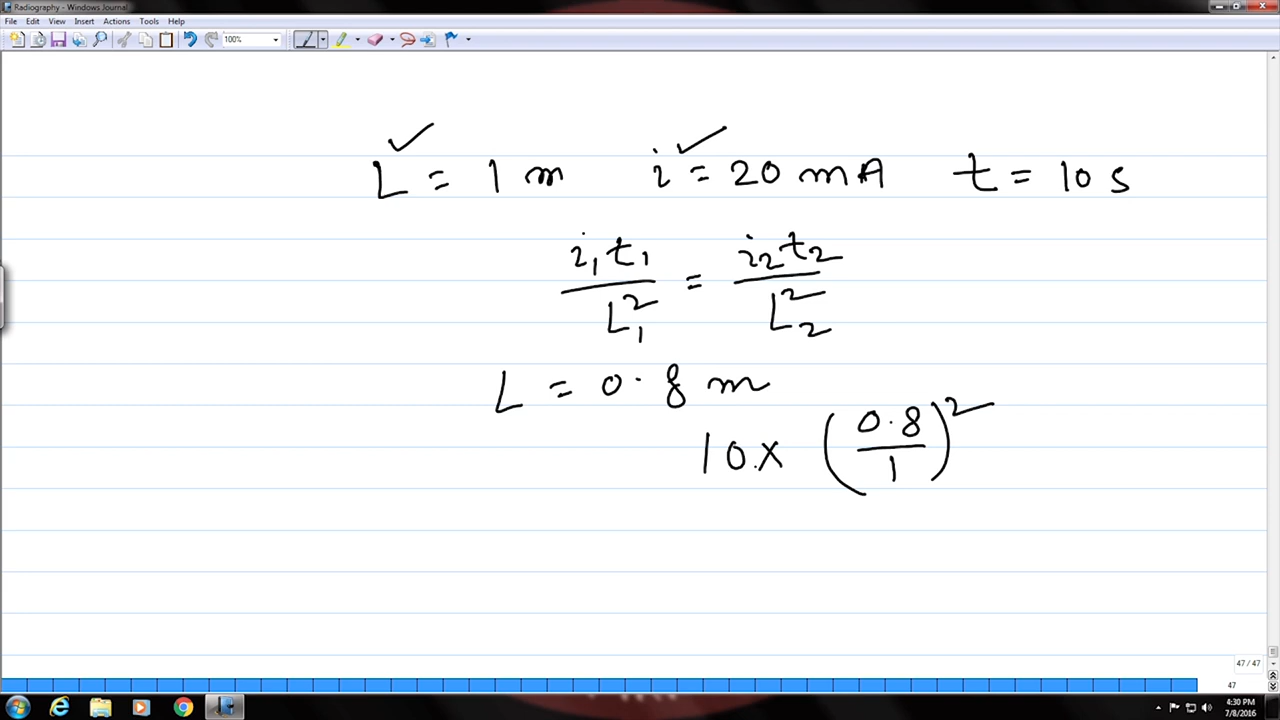 Radiography - Windows Journal
File Edit View Insert Actions Tools Help
100%
L = 1 m i = 20 mA t = 10 s
i₁t₁ / L₁² = i₂t₂ / L₂²
L = 0.8 m
10 x (0.8 / 1)²
47 / 47
47
4:30 PM
7/8/2016